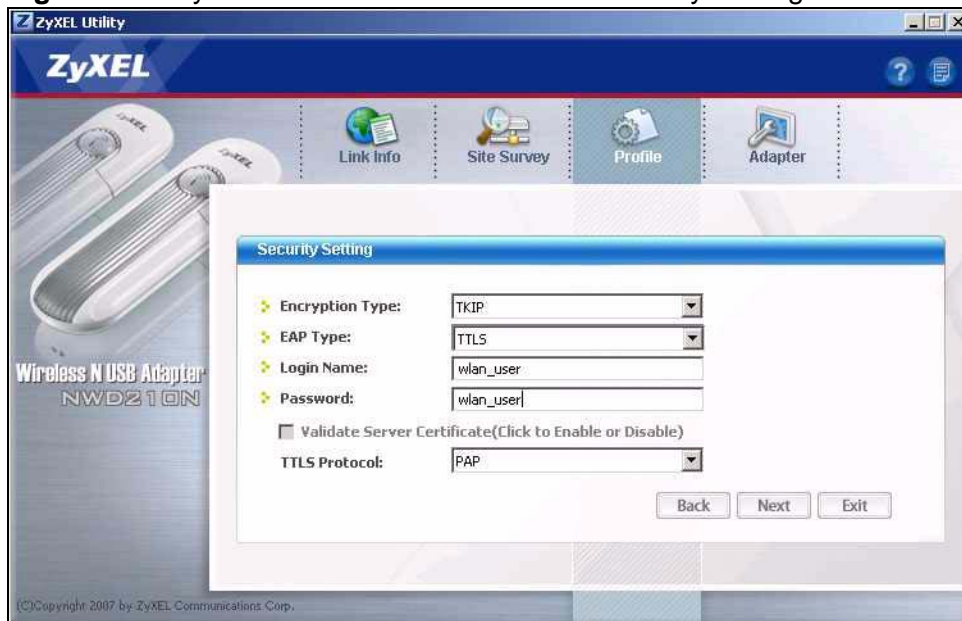 ZyXEL Utility
ZyXEL
Link Info
Site Survey
Profile
Adapter
ZyXEL
ZyXEL
Security Setting
Encryption Type:
TKIP
EAP Type:
TTLS
Login Name:
wlan_user
Password:
wlan_user
Validate Server Certificate(Click to Enable or Disable)
TTLS Protocol:
PAP
Back
Next
Exit
Wireless N USB Adapter
NWD210N
(C)Copyright 2007 by ZyXEL Communications Corp.